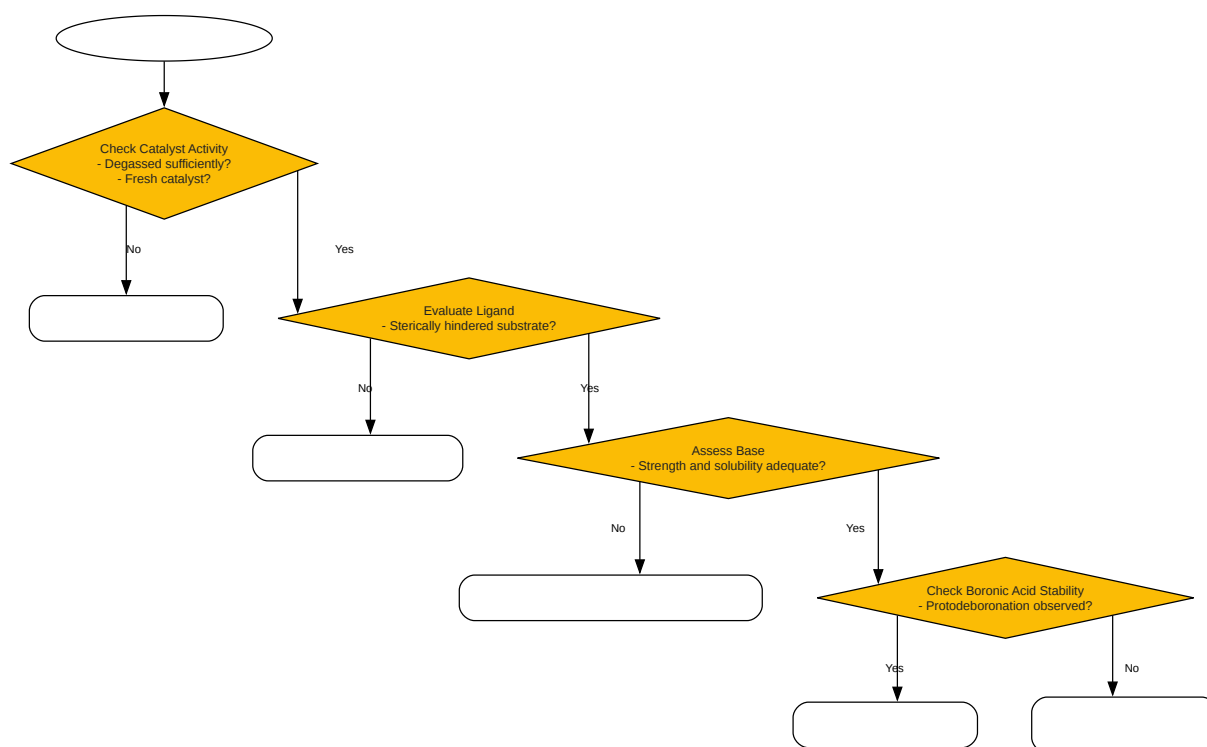 Check Catalyst Activity
- Degassed sufficiently?
- Fresh catalyst?
No
Yes
Evaluate Ligand
- Sterically hindered substrate?
No
Yes
Assess Base
- Strength and solubility adequate?
No
Yes
Check Boronic Acid Stability
- Protodeboronation observed?
Yes
No